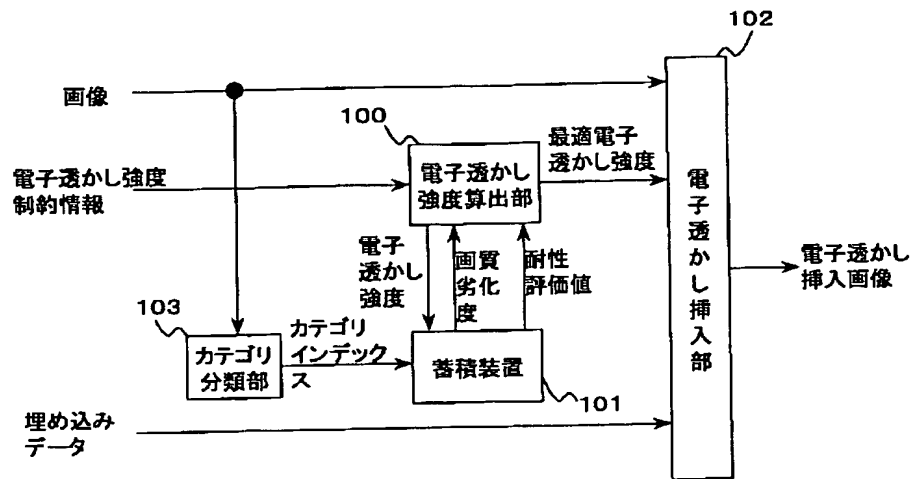 102
画像
100
最適電子
透かし強度
電子透かし強度
制約情報
電子透かし
強度算出部
電子透かし挿入部
電子
透かし
強度
画質
劣化
度
耐性
評価値
電子透かし
挿入画像
103
カテゴリ
分類部
カテゴリ
インデック
ス
蓄積装置
101
埋め込み
データ